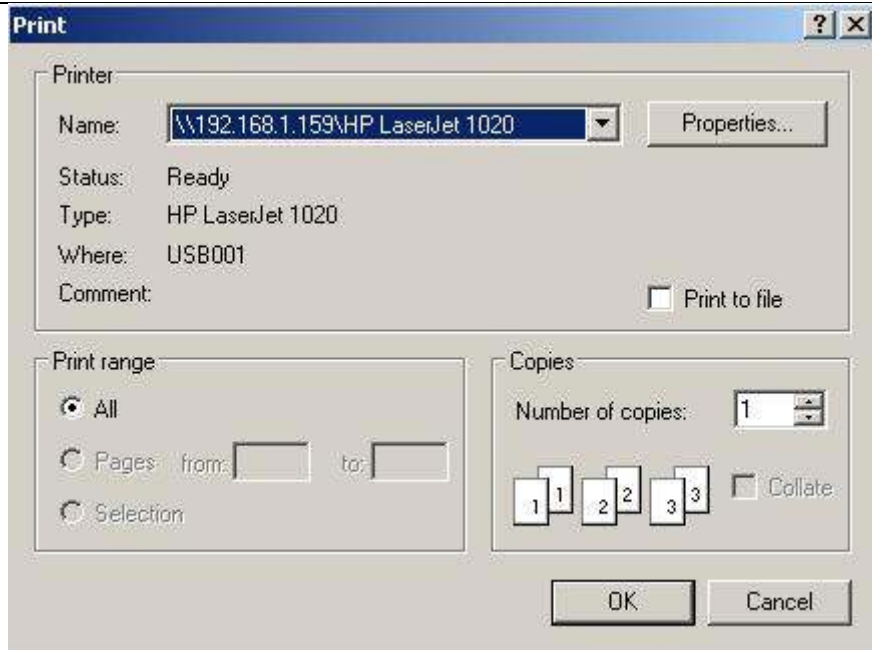 Print
Printer
Name: \\192.168.1.159\HP LaserJet 1020 Properties...
Status: Ready
Type: HP LaserJet 1020
Where: USB001
Comment: Print to file
Print range
All
Pages from: to:
Selection
Copies
Number of copies: 1
1 1 2 2 3 3 Collate
OK Cancel